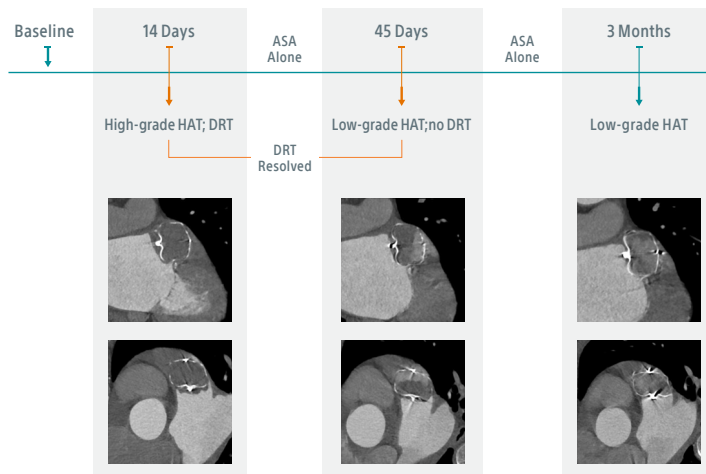 Baseline
14 Days
ASA
Alone
45 Days
ASA
Alone
3 Months
High-grade HAT; DRT
Low-grade HAT;no DRT
Low-grade HAT
DRT
Resolved